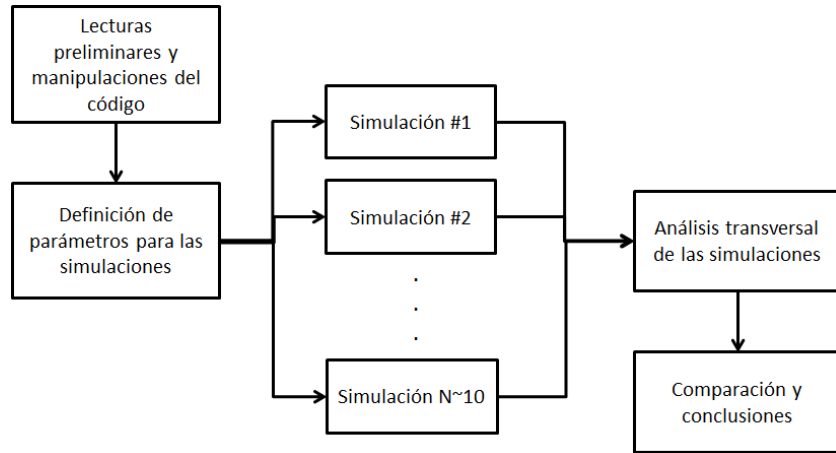 Lecturas
preliminares y
manipulaciones del
código
Definición de
parámetros para las
simulaciones
Simulación #1
Simulación #2
.
.
.
Simulación N~10
Análisis transversal
de las simulaciones
Comparación y
conclusiones